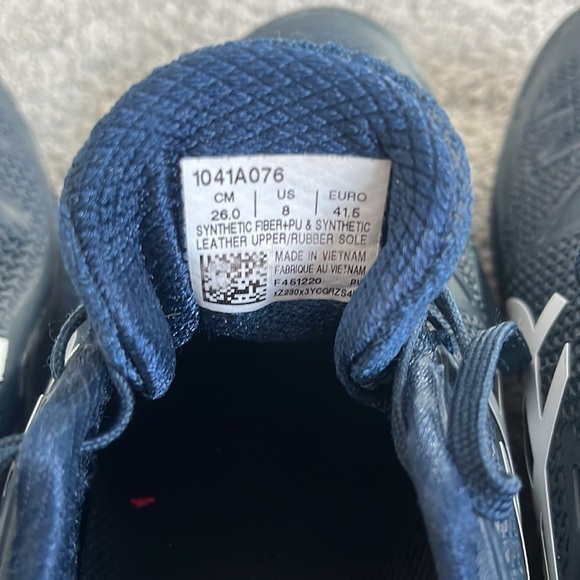 1041A076
CM | US | EURO
26.0 | 8 | 41.5
SYNTHETIC FIBER+PU & SYNTHETIC
LEATHER UPPER/RUBBER SOLE
MADE IN VIETNAM
FABRIQUE AU VIETNAM
F451220